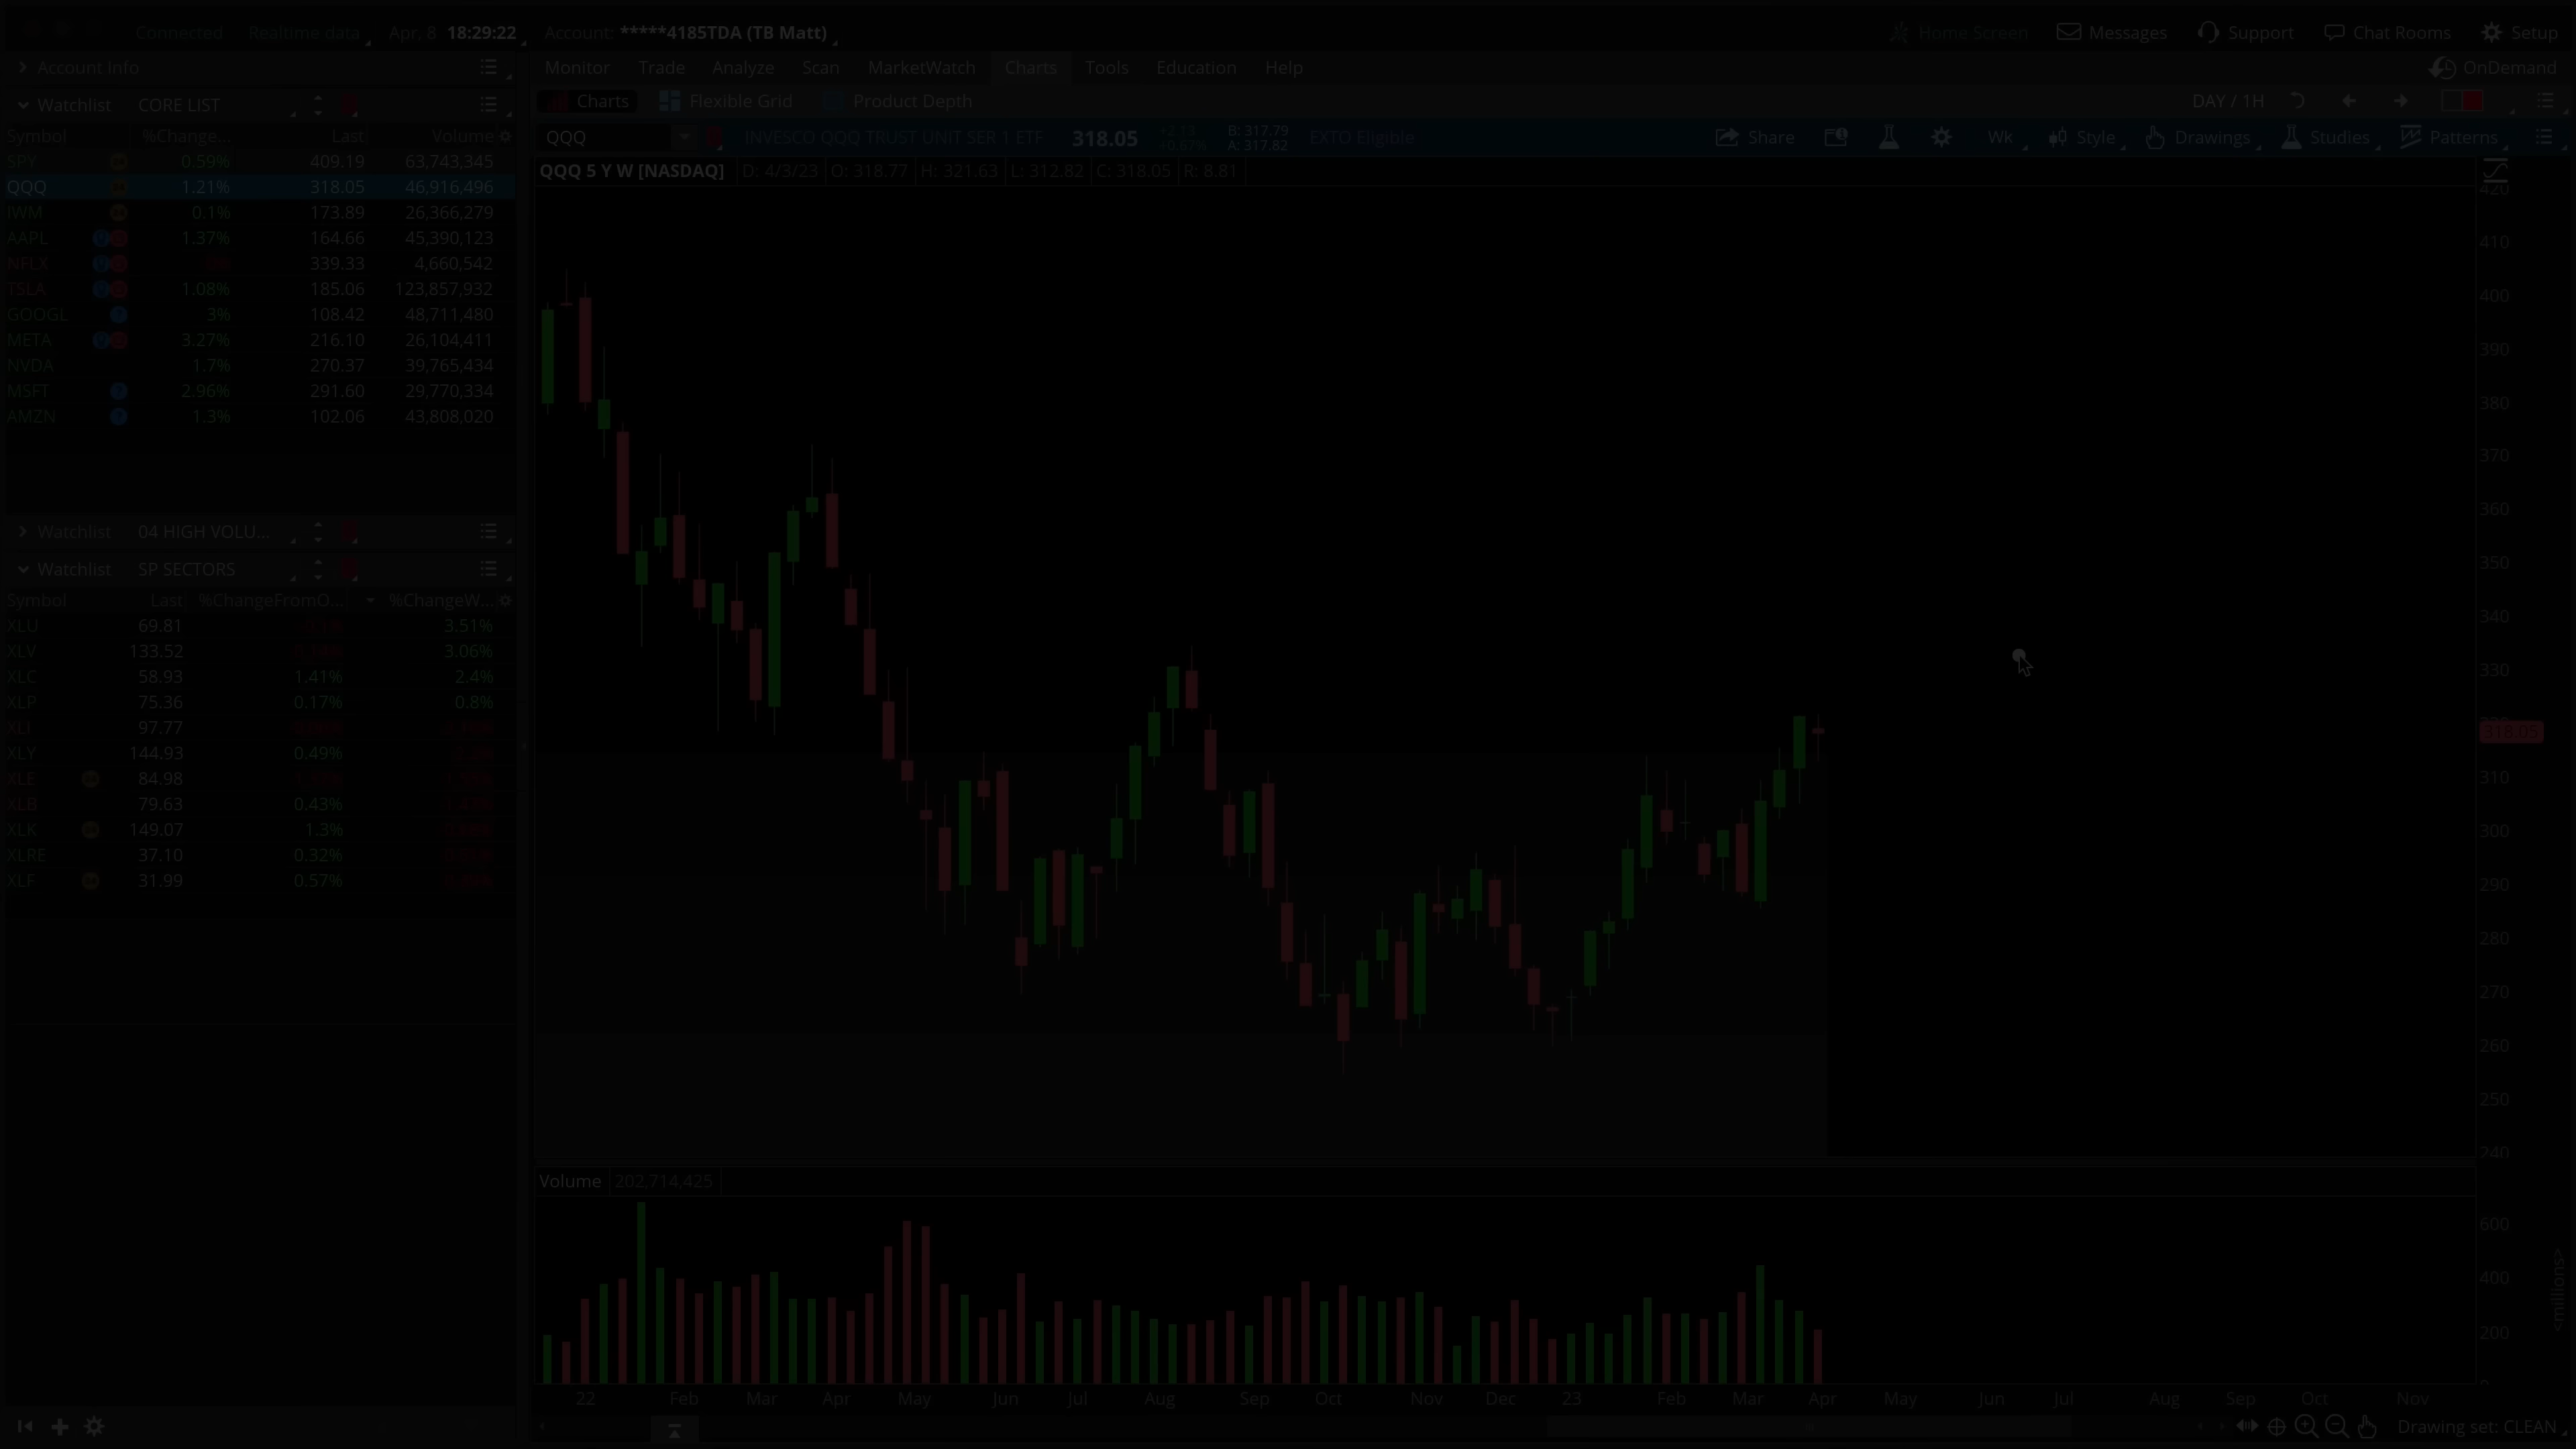 Connected Realtime data Apr. 8 18:29:22 Account: *****4185TDA (TB Matt) Home Screen Messages Support Chat Rooms Setup
Account Info
Monitor Trade Analyze Scan MarketWatch Charts Tools Education Help OnDemand
Watchlist CORE LIST
Charts Flexible Grid Product Depth DAY / 1H
Symbol %Change... Last Volume
QQQ INVESCO QQQ TRUST UNIT SER 1 ETF 318.05 +0.67% B: 317.79 A: 317.82 EXTO Eligible Share Wk Style Drawings Studies Patterns
QQQ 5 Y W [NASDAQ] D: 4/3/23 O: 318.77 H: 321.63 L: 312.82 C: 318.05 R: 8.81
SPY 0.59% 409.19 63,743,345
QQQ 1.21% 318.05 46,916,496
IWM 0.1% 173.89 26,366,279
AAPL 1.37% 164.66 45,390,123
NFLX 339.33 4,660,542
TSLA 1.08% 185.06 123,857,932
GOOGL 3% 108.42 48,711,480
META 3.27% 216.10 26,104,411
NVDA 1.7% 270.37 39,765,434
MSFT 2.96% 291.60 29,770,334
AMZN 1.3% 102.06 43,808,020
Watchlist 04 HIGH VOLU...
Watchlist SP SECTORS
Symbol Last %ChangeFromO... %ChangeW...
XLU 69.81 3.51%
XLV 133.52 3.06%
XLC 58.93 1.41% 2.4%
XLP 75.36 0.17% 0.8%
XLI 97.77
XLY 144.93 0.49%
XLE 84.98
XLB 79.63 0.43%
XLK 149.07 1.3%
XLRE 37.10 0.32%
XLF 31.99 0.57%
420
410
400
390
380
370
360
350
340
330
318.05
310
300
290
280
270
260
250
240
Volume 202,714,425
600
400
200
<millions>
22 Feb Mar Apr May Jun Jul Aug Sep Oct Nov Dec 23 Feb Mar Apr May Jun Jul Aug Sep Oct Nov
Drawing set: CLEAN